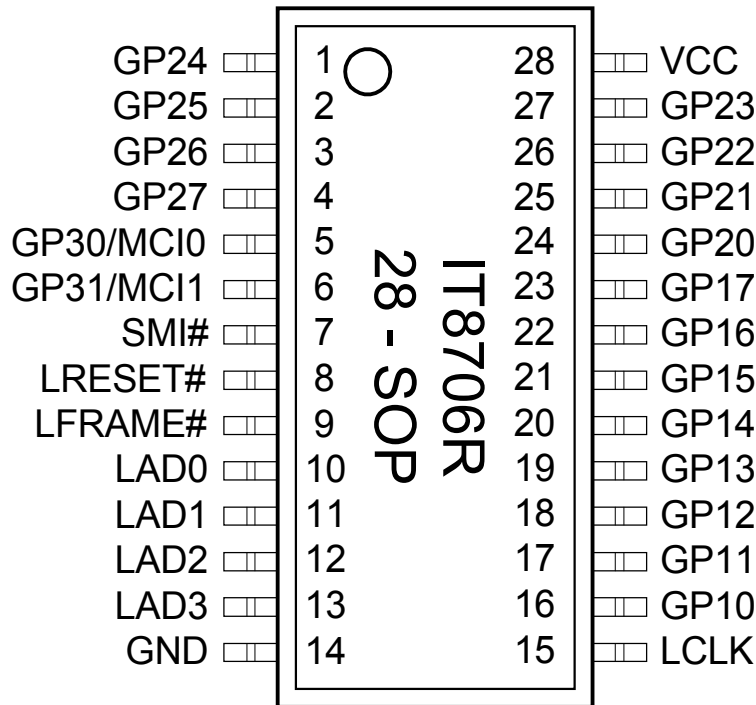 GP24 1 28 VCC
GP25 2 27 GP23
GP26 3 26 GP22
GP27 4 25 GP21
GP30/MCI0 5 24 GP20
GP31/MCI1 6 23 GP17
SMI# 7 22 GP16
LRESET# 8 21 GP15
LFRAME# 9 20 GP14
LAD0 10 19 GP13
LAD1 11 18 GP12
LAD2 12 17 GP11
LAD3 13 16 GP10
GND 14 15 LCLK
IT8706R
28 - SOP